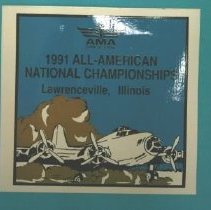 AMA
1991 ALL-AMERICAN
NATIONAL CHAMPIONSHIPS
Lawrenceville, Illinois